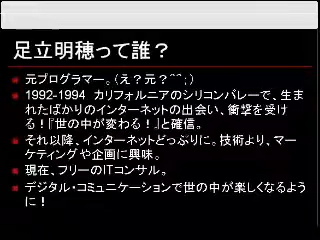 足立明穂って誰？
元プログラマー。（え？元？^^;）
1992-1994　カリフォルニアのシリコンバレーで、生ま
れたばかりのインターネットの出会い、衝撃を受け
る！『世の中が変わる！』と確信。
それ以降、インターネットどっぷりに。技術より、マー
ケティングや企画に興味。
現在、フリーのITコンサル。
デジタル・コミュニケーションで世の中が楽しくなるよう
に！